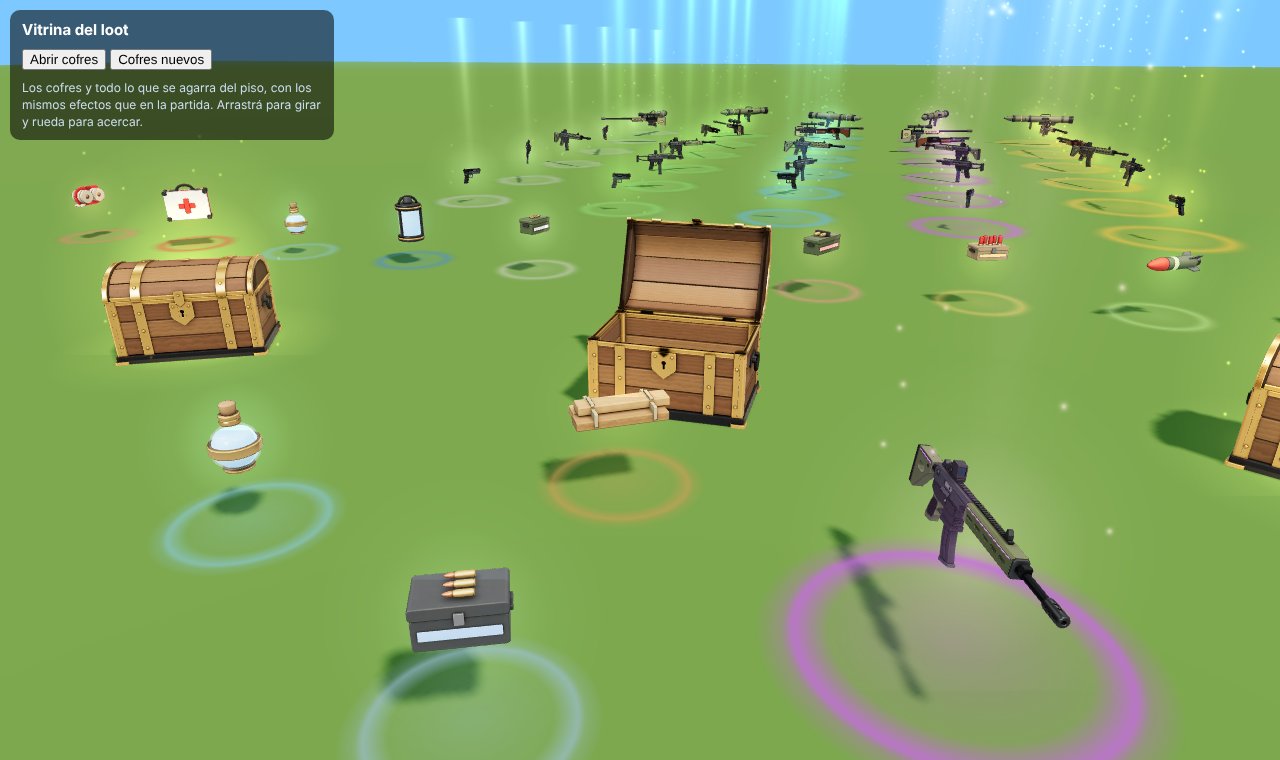 Vitrina del loot
Abrir cofres
Cofres nuevos
Los cofres y todo lo que se agarra del piso, con los
mismos efectos que en la partida. Arrastrá para girar
y rueda para acercar.